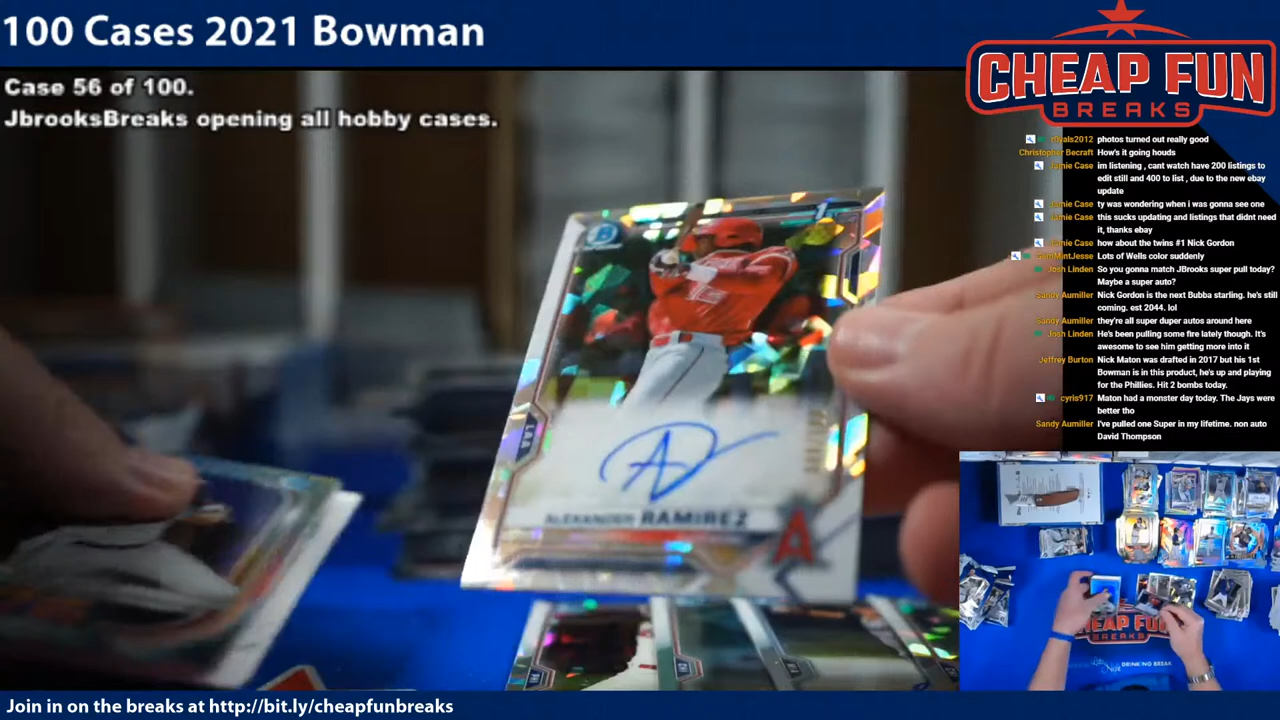 100 Cases 2021 Bowman
Case 56 of 100.
JbrooksBreaks opening all hobby cases.
CHEAP FUN
BREAKS
royals2012 photos turned out really good
Christopher Becraft How's it going houds
Jamie Case im listening , cant watch have 200 listings to
edit still and 400 to list , due to the new ebay
update
Jamie Case ty was wondering when i was gonna see one
Jamie Case this sucks updating and listings that didnt need
it, thanks ebay
Jamie Case how about the twins #1 Nick Gordon
Lots of Wells color suddenly
Josh Linden So you gonna match JBrooks super pull today?
Maybe a super auto?
Sandy Aumiller Nick Gordon is the next Bubba starling. he's still
coming. est 2044. lol
Sandy Aumiller they're all super duper autos around here
Josh Linden He's been pulling some fire lately though. It's
awesome to see him getting more into it
Jeffrey Burton Nick Maton was drafted in 2017 but his 1st
Bowman is in this product, he's up and playing
for the Phillies. Hit 2 bombs today.
cyris917 Maton had a monster day today. The Jays were
better tho
Sandy Aumiller I've pulled one Super in my lifetime. non auto
David Thompson
B
1
LAA
ALEXANDER RAMIREZ
A
CHEAP FUN
BREAKS
DRINKING BREAK
Join in on the breaks at http://bit.ly/cheapfunbreaks